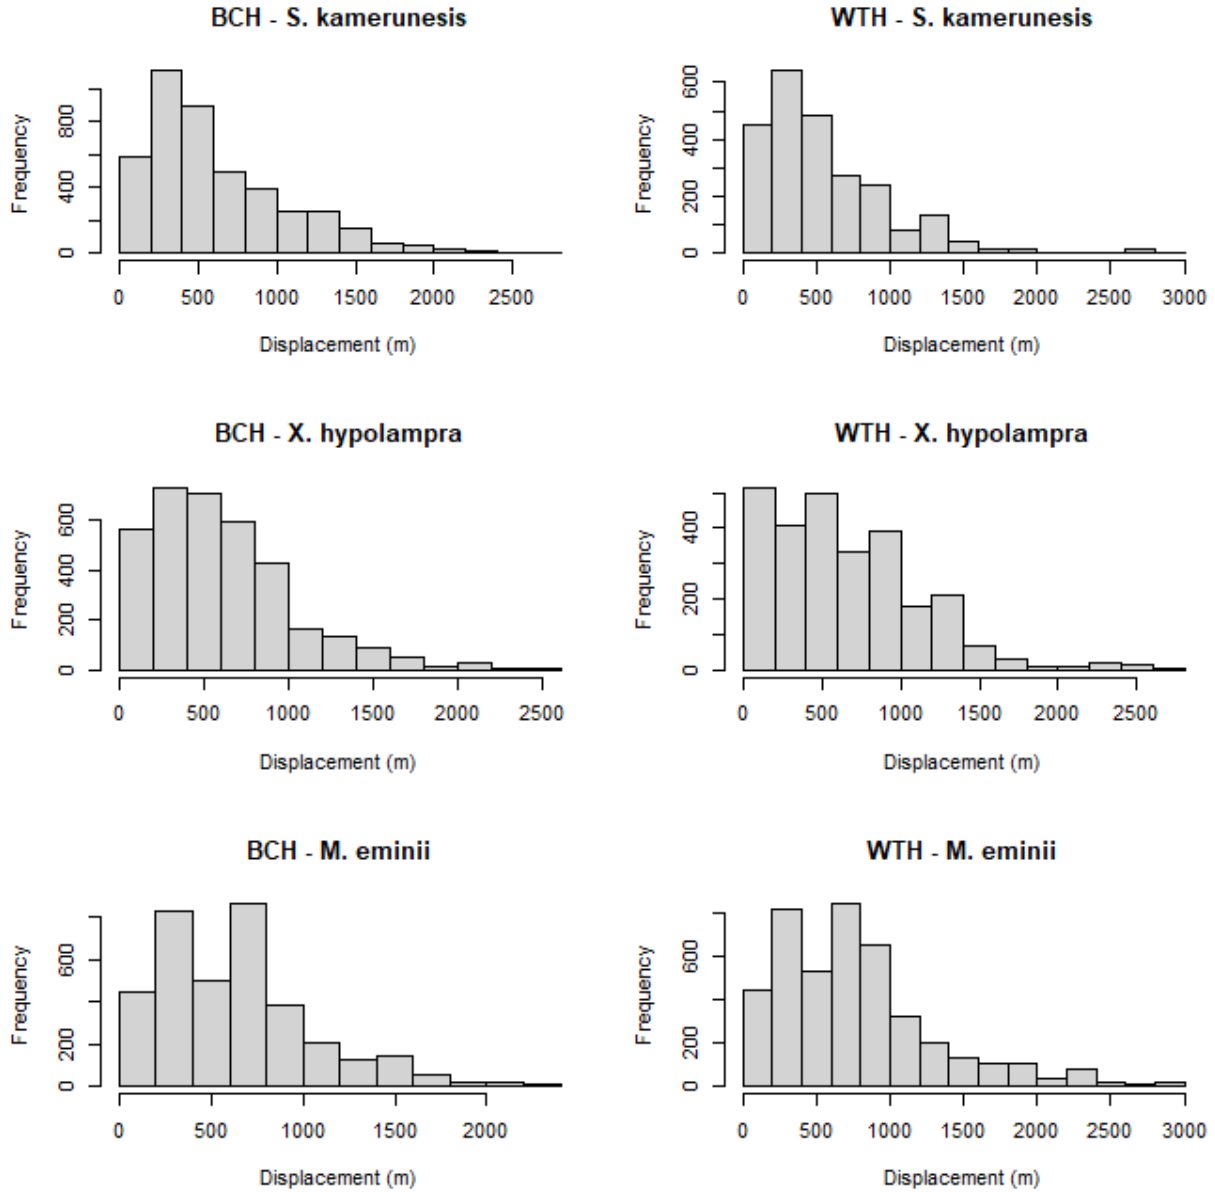 BCH - S. kamerunesis
Frequency
0 400 800
0 500 1000 1500 2000 2500
Displacement (m)
WTH - S. kamerunesis
Frequency
0 200 400 600
0 500 1000 1500 2000 2500 3000
Displacement (m)
BCH - X. hypolampra
Frequency
0 200 400 600
0 500 1000 1500 2000 2500
Displacement (m)
WTH - X. hypolampra
Frequency
0 200 400
0 500 1000 1500 2000 2500
Displacement (m)
BCH - M. eminii
Frequency
0 200 600
0 500 1000 1500 2000
Displacement (m)
WTH - M. eminii
Frequency
0 200 600
0 500 1000 1500 2000 2500 3000
Displacement (m)